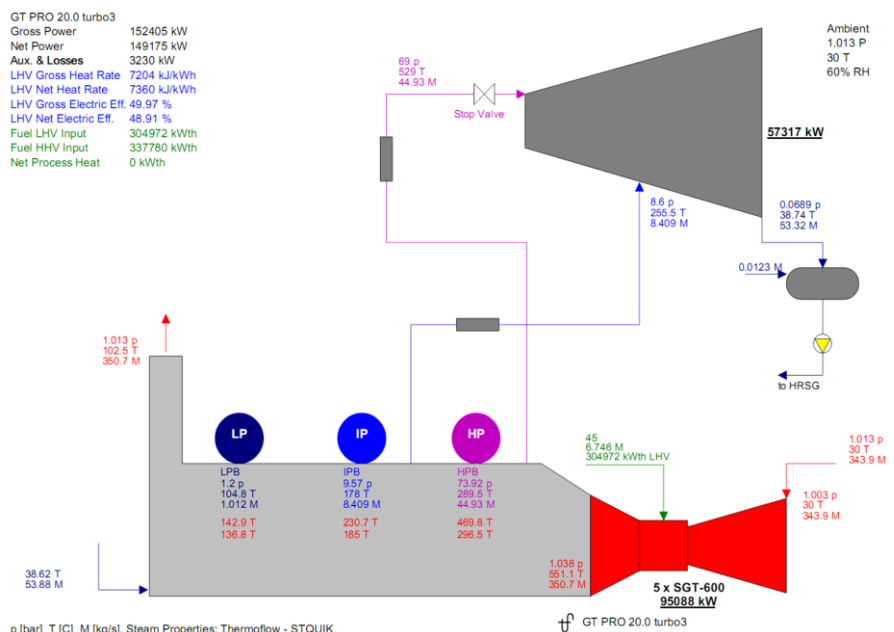 GT PRO 20.0 turbo3
Gross Power 152405 kW
Net Power 149175 kW
Aux. & Losses 3230 kW
LHV Gross Heat Rate 7204 kJ/kWh
LHV Net Heat Rate 7360 kJ/kWh
LHV Gross Electric Eff. 49.97 %
LHV Net Electric Eff. 48.91 %
Fuel LHV Input 304972 kWth
Fuel HHV Input 337780 kWth
Net Process Heat 0 kWth
Ambient
1.013 P
30 T
60% RH
69 p
529 T
44.93 M
Stop Valve
57317 kW
8.6 p
255.5 T
8.409 M
0.0689 p
38.74 T
53.32 M
0.0123 M
to HRSG
1.013 p
102.5 T
350.7 M
LP
IP
HP
LPB
1.2 p
104.8 T
1.012 M
142.9 T
136.8 T
IPB
9.57 p
178 T
8.409 M
230.7 T
185 T
HPB
73.92 p
289.5 T
44.93 M
469.8 T
296.5 T
45
6.746 M
304972 kWth LHV
1.013 p
30 T
343.9 M
1.003 p
30 T
343.9 M
38.62 T
53.88 M
1.038 p
551.1 T
350.7 M
5 x SGT-600
95088 kW
p [bar] T [C] M [kg/s], Steam Properties: Thermoflow - STQUIK
GT PRO 20.0 turbo3